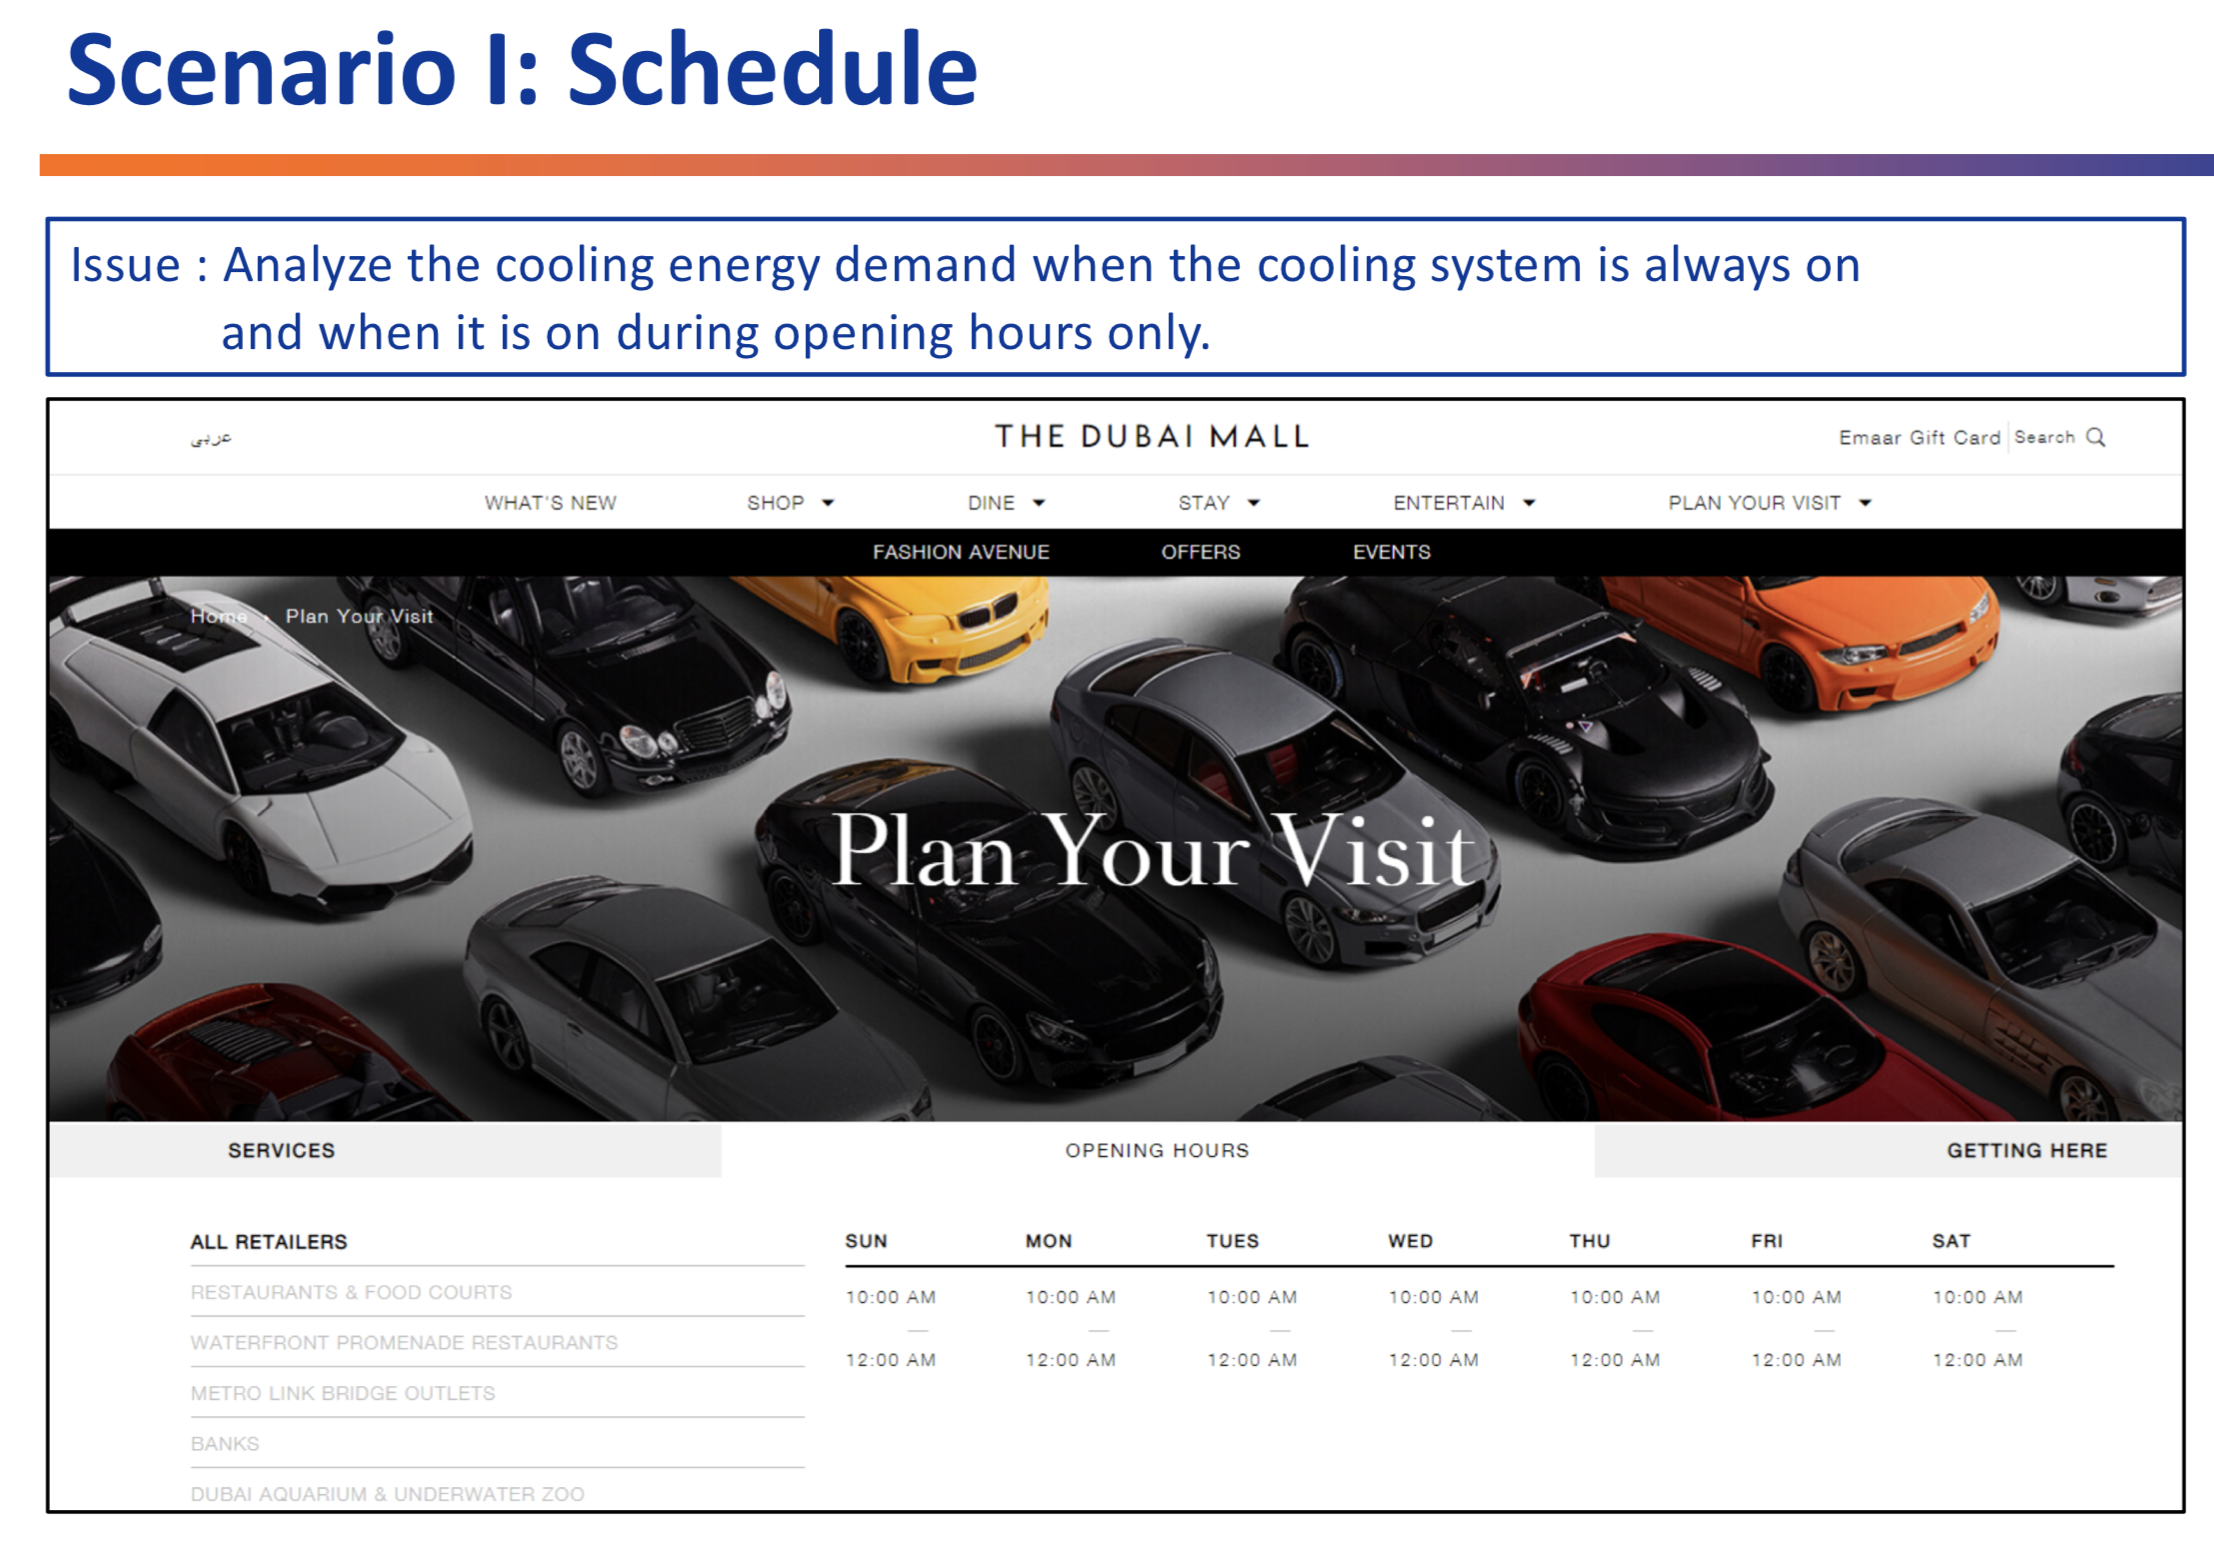 Scenario I: Schedule
Issue : Analyze the cooling energy demand when the cooling system is always on
and when it is on during opening hours only.
عربي
THE DUBAI MALL
Emaar Gift Card Search
WHAT'S NEW SHOP DINE STAY ENTERTAIN PLAN YOUR VISIT
FASHION AVENUE OFFERS EVENTS
Home › Plan Your Visit
Plan Your Visit
SERVICES OPENING HOURS GETTING HERE
ALL RETAILERS
RESTAURANTS & FOOD COURTS
WATERFRONT PROMENADE RESTAURANTS
METRO LINK BRIDGE OUTLETS
BANKS
DUBAI AQUARIUM & UNDERWATER ZOO
SUN MON TUES WED THU FRI SAT
10:00 AM 10:00 AM 10:00 AM 10:00 AM 10:00 AM 10:00 AM 10:00 AM
— — — — — — —
12:00 AM 12:00 AM 12:00 AM 12:00 AM 12:00 AM 12:00 AM 12:00 AM